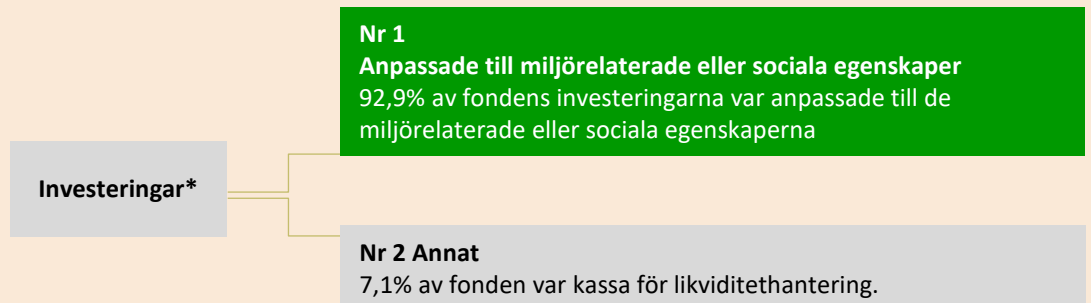 Nr 1
Anpassade till miljörelaterade eller sociala egenskaper
92,9% av fondens investeringarna var anpassade till de
miljörelaterade eller sociala egenskaperna
Investeringar*
Nr 2 Annat
7,1% av fonden var kassa för likviditethantering.